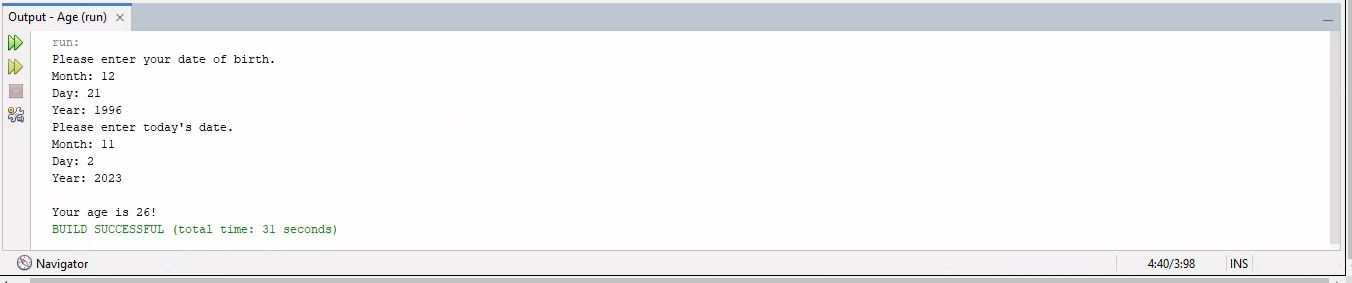 Output - Age (run) ×
run:
Please enter your date of birth.
Month: 12
Day: 21
Year: 1996
Please enter today's date.
Month: 11
Day: 2
Year: 2023
Your age is 26!
BUILD SUCCESSFUL (total time: 31 seconds)
Navigator 4:40/3:98 INS